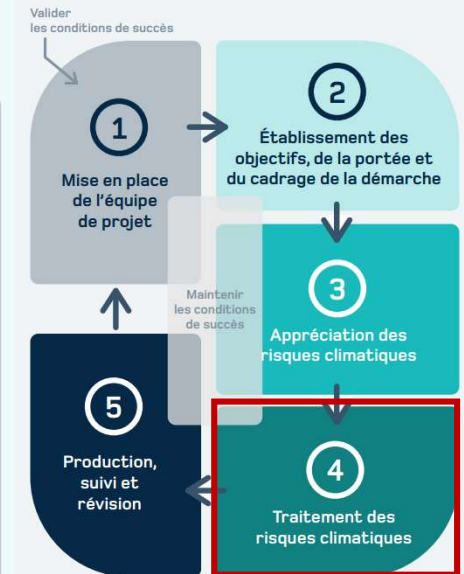 Valider
les conditions de succès
1
Mise en place
de l'équipe
de projet
2
Établissement des
objectifs, de la portée et
du cadrage de la démarche
Maintenir
les conditions
de succès
3
Appréciation des
risques climatiques
4
Traitement des
risques climatiques
5
Production,
suivi et
révision